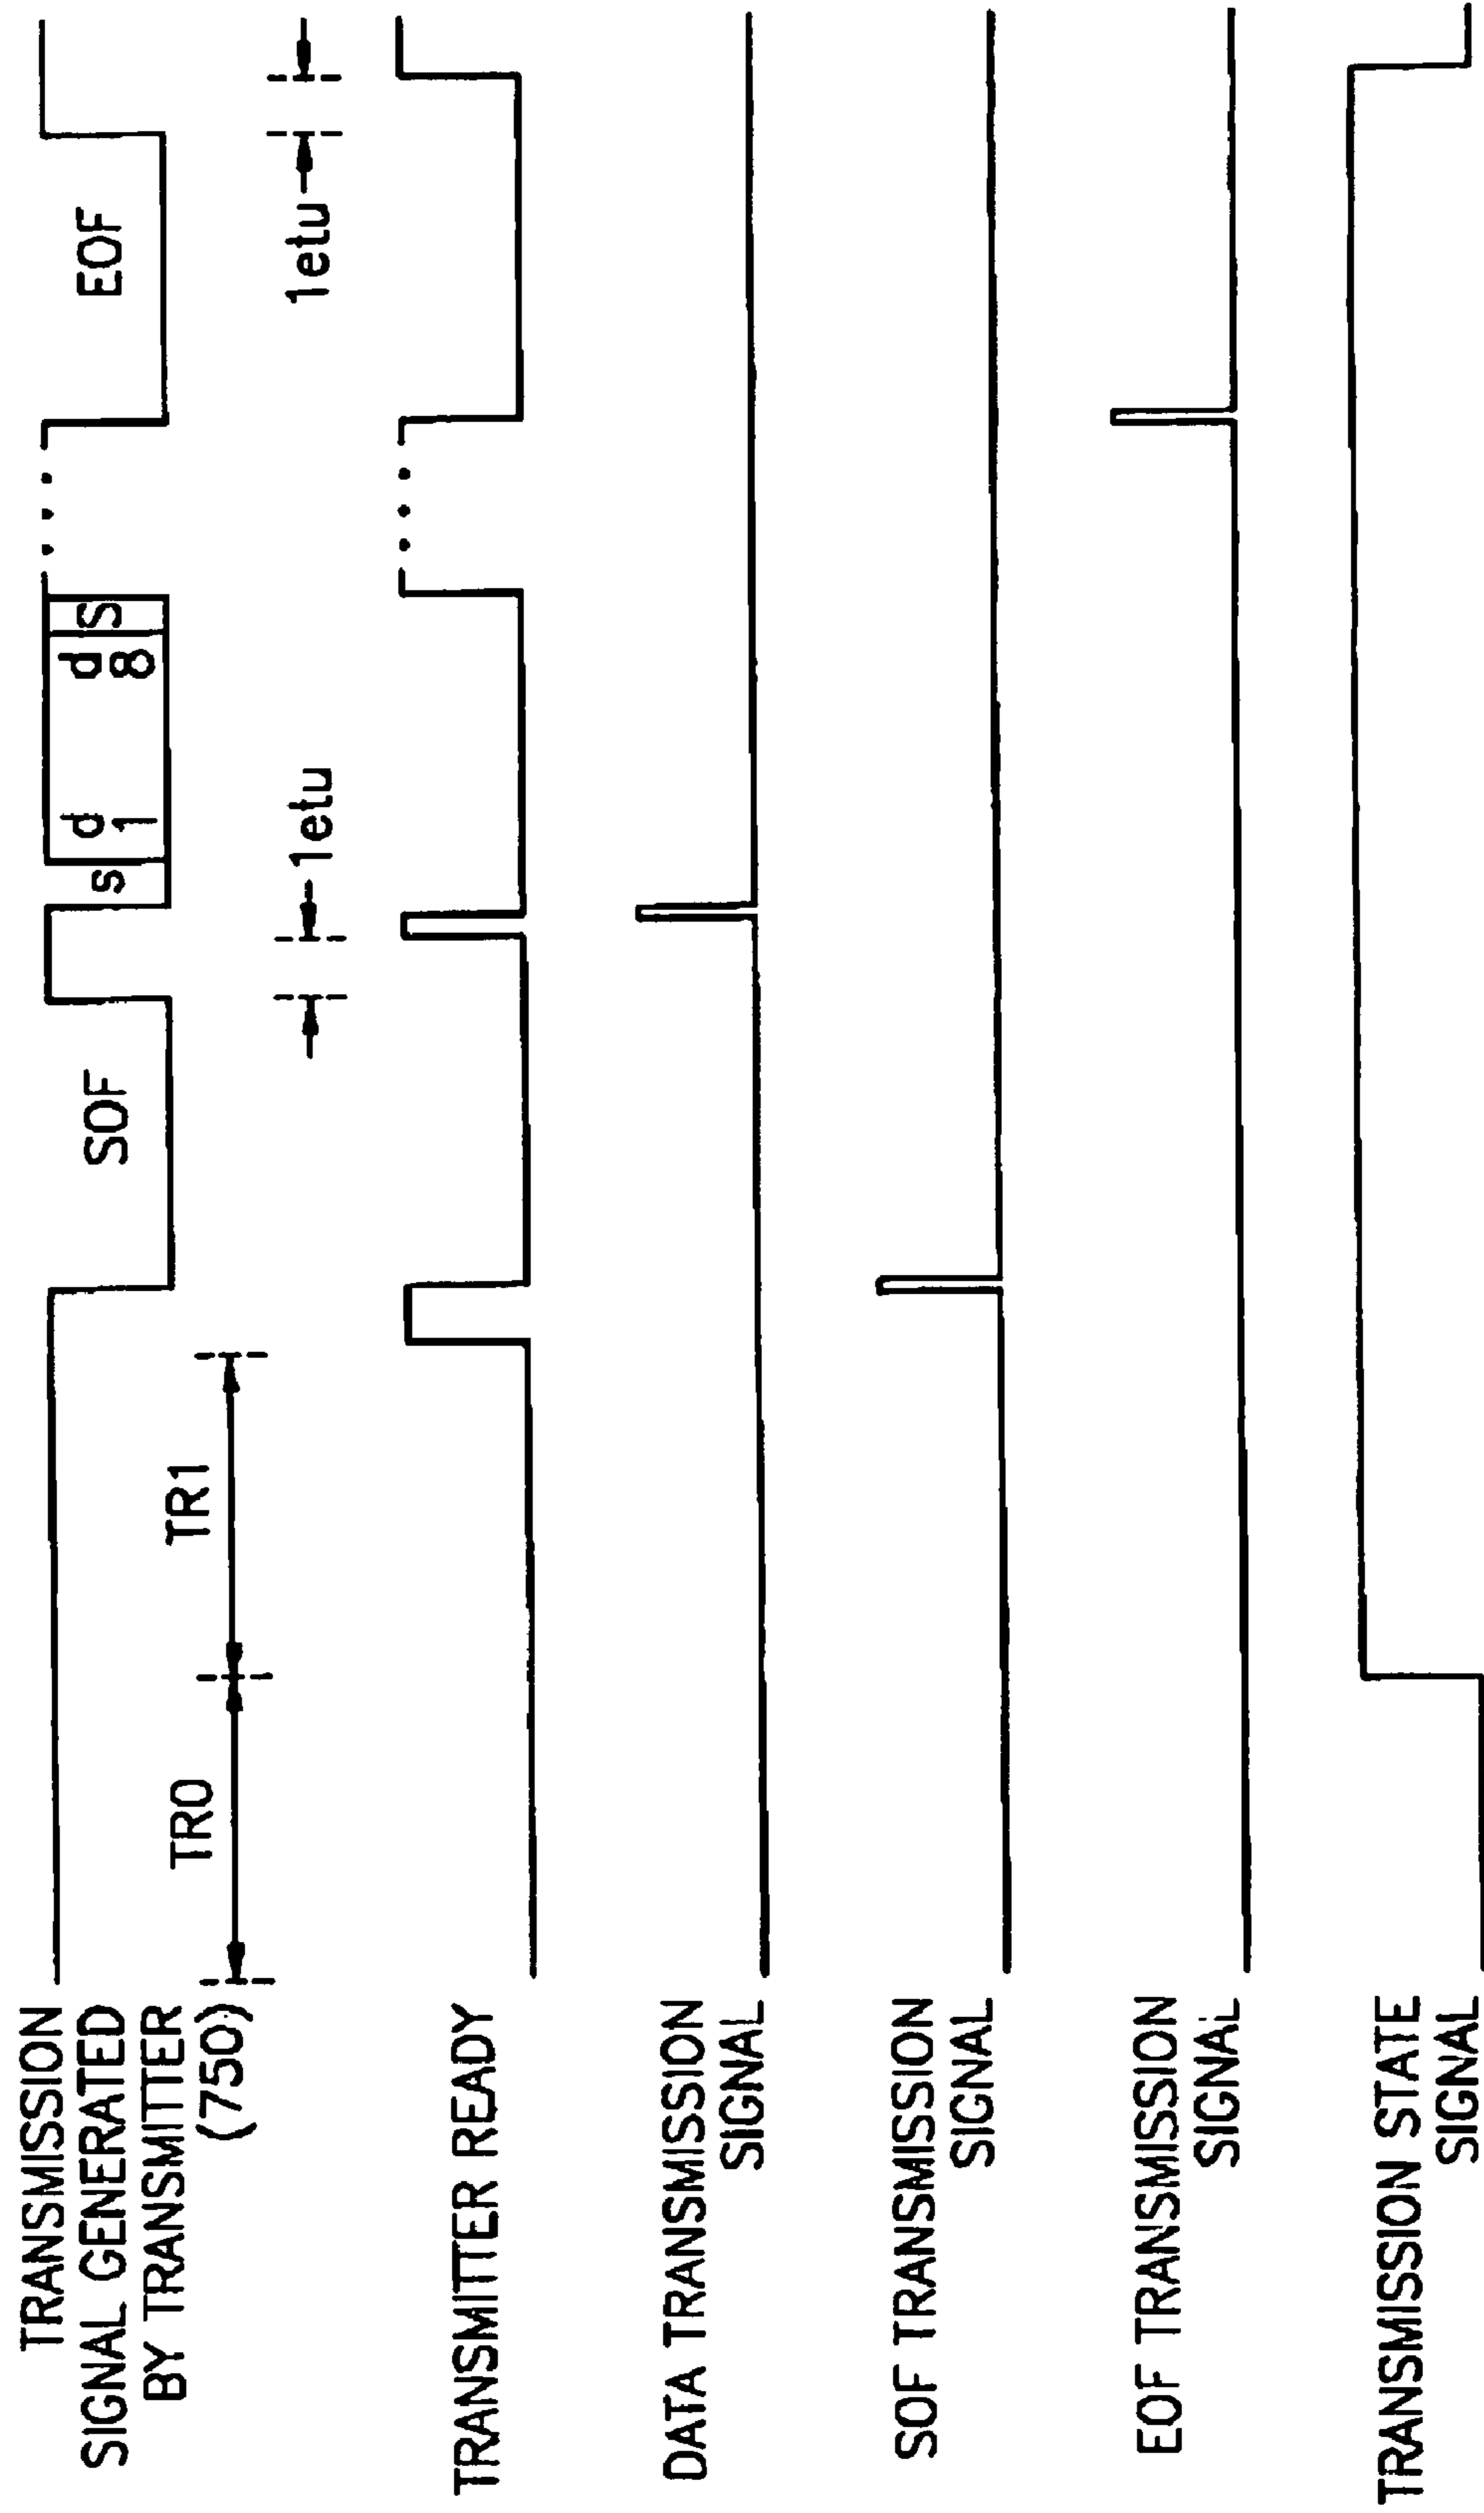 TRANSMISSION
SIGNAL GENERATED
BY TRANSMITTER
(750)
SOF
s
d
1
d
8
S
EOF
TR0
TR1
1etu
1etu
TRANSMITTER READY
DATA TRANSMISSION
SIGNAL
SOF TRANSMISSION
SIGNAL
EOF TRANSMISSION
SIGNAL
TRANSMISSION STATE
SIGNAL